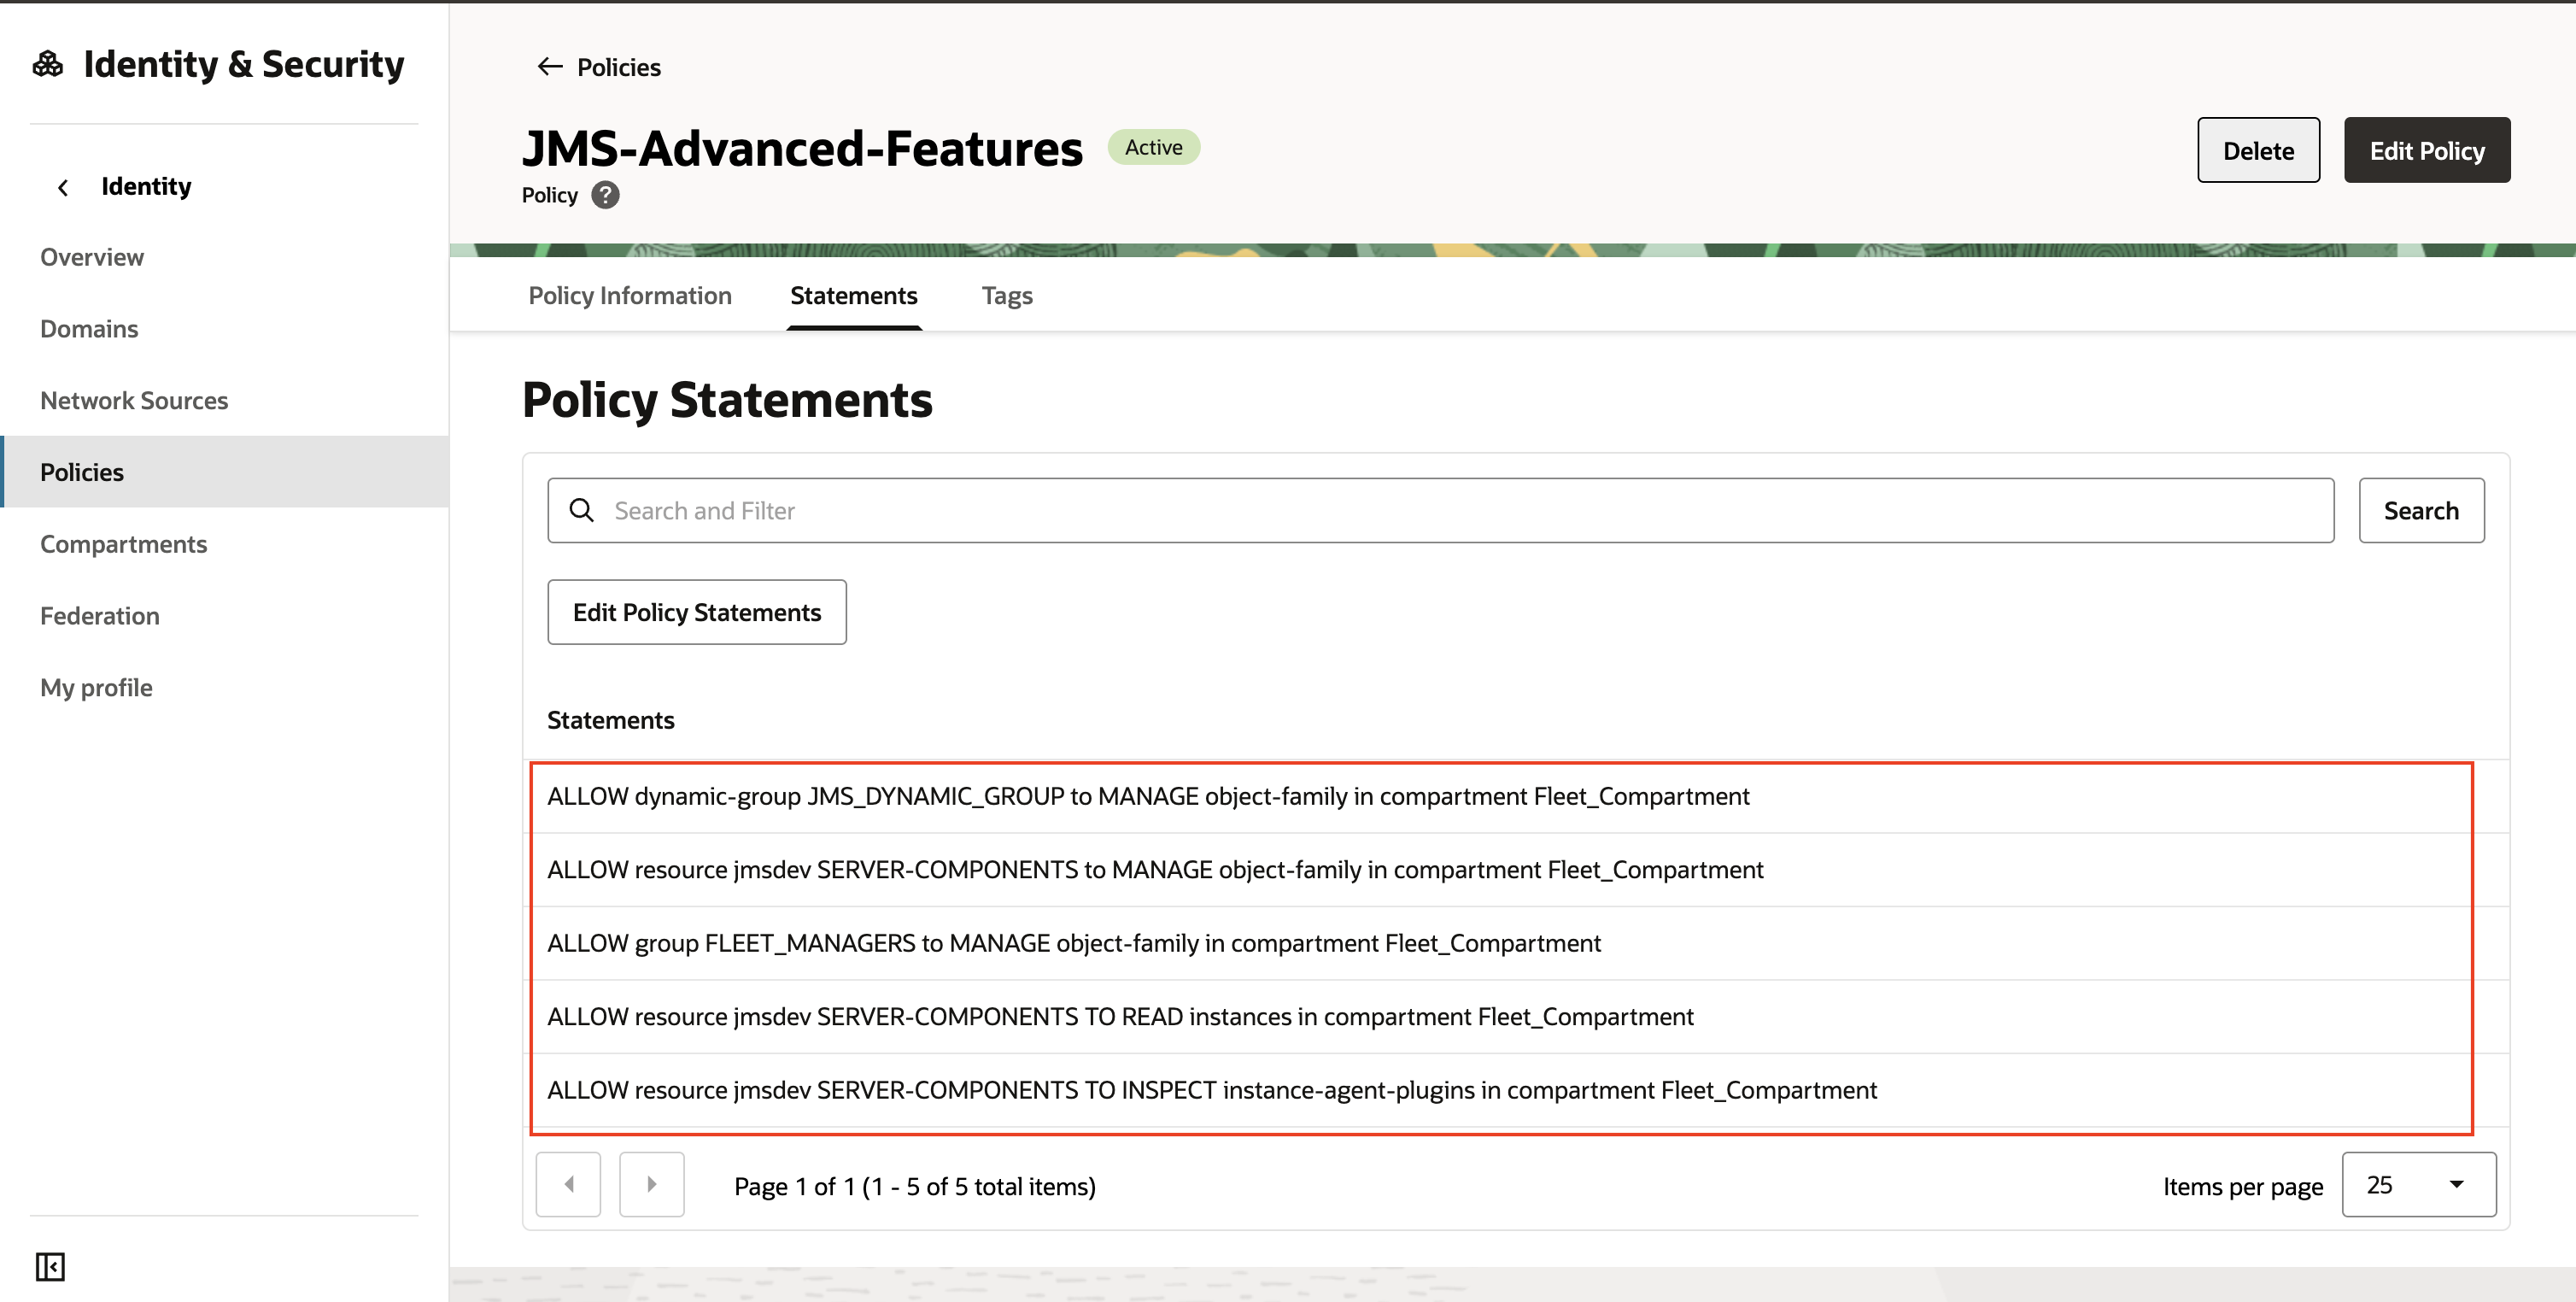 Identity & Security
Identity
Overview
Domains
Network Sources
Policies
Compartments
Federation
My profile
Policies
JMS-Advanced-Features Active
Policy ?
Delete
Edit Policy
Policy Information Statements Tags
Policy Statements
Search and Filter
Search
Edit Policy Statements
Statements
ALLOW dynamic-group JMS_DYNAMIC_GROUP to MANAGE object-family in compartment Fleet_Compartment
ALLOW resource jmsdev SERVER-COMPONENTS to MANAGE object-family in compartment Fleet_Compartment
ALLOW group FLEET_MANAGERS to MANAGE object-family in compartment Fleet_Compartment
ALLOW resource jmsdev SERVER-COMPONENTS TO READ instances in compartment Fleet_Compartment
ALLOW resource jmsdev SERVER-COMPONENTS TO INSPECT instance-agent-plugins in compartment Fleet_Compartment
Page 1 of 1 (1 - 5 of 5 total items)
Items per page 25